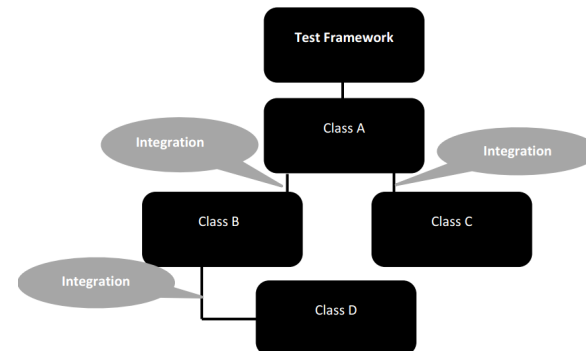 Test Framework
Class A
Integration
Integration
Class B
Class C
Integration
Class D